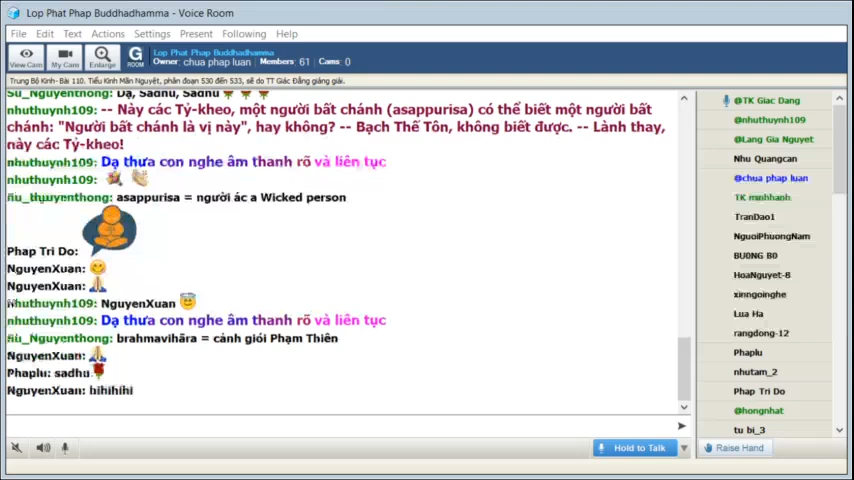 Lop Phat Phap Buddhadhamma - Voice Room
File Edit Text Actions Settings Present Following Help
View Cam My Cam Enlarge G ROOM
Lop Phat Phap Buddhadhamma
Owner: chua phap luan : Members: 61 : Cams: 0
Trung Bộ Kinh- Bài 110. Tiểu Kinh Mãn Nguyệt, phân đoạn 530 đến 533, sẽ do TT Giác Đẳng giảng giải.
Su_Nguyenthong: Dạ, Sadhu, Sadhu
nhuthuynh109: -- Này các Tỷ-kheo, một người bất chánh (asappurisa) có thể biết một người bất
chánh: "Người bất chánh là vị này", hay không? -- Bạch Thế Tôn, không biết được. -- Lành thay,
này các Tỷ-kheo!
nhuthuynh109: Dạ thưa con nghe âm thanh rõ và liên tục
nhuthuynh109:
asappurisa = người ác a Wicked person
Phap Tri Do:
NguyenXuan:
NguyenXuan:
nhuthuynh109: NguyenXuan
nhuthuynh109: Dạ thưa con nghe âm thanh rõ và liên tục
Su_Nguyenthong: brahmavihāra = cảnh giới Phạm Thiên
NguyenXuan:
Phaplu: sadhu
NguyenXuan: hihihihi
Hold to Talk
@TK Giac Dang
@nhuthuynh109
@Lang Gia Nguyet
Nhu Quangcan
@chua phap luan
TK minhhanh
TranDao1
NguoiPhuongNam
BUONG BO
HoaNguyet-8
xinngoinghe
Lua Ha
rangdong-12
Phaplu
nhutam_2
Phap Tri Do
@hongnhat
tu bi_3
Raise Hand